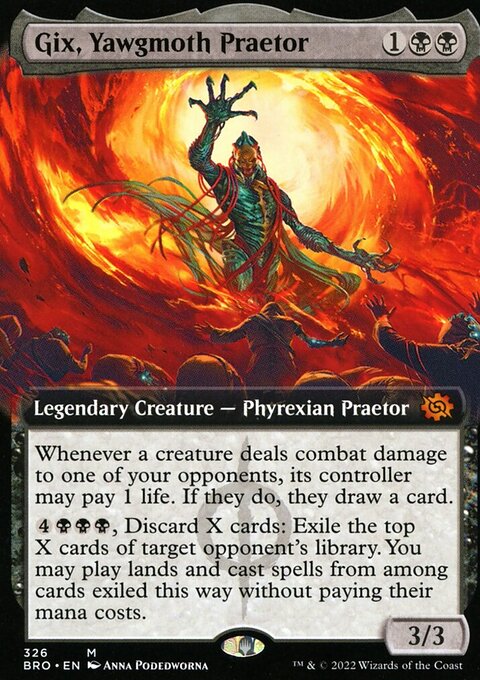 Gix, Yawgmoth Praetor 1
Legendary Creature — Phyrexian Praetor
Whenever a creature deals combat damage
to one of your opponents, its controller
may pay 1 life. If they do, they draw a card.
4, Discard X cards: Exile the top
X cards of target opponent's library. You
may play lands and cast spells from among
cards exiled this way without paying their
mana costs.
3/3
326 M
BRO • EN Anna Podedworna
™ & © 2022 Wizards of the Coast